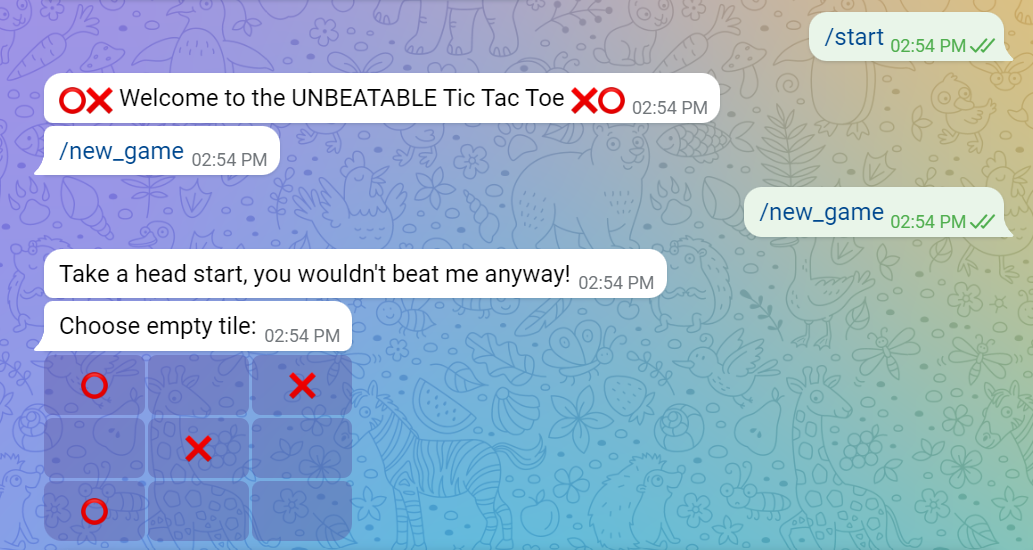 /start 02:54 PM
⭕❌ Welcome to the UNBEATABLE Tic Tac Toe ❌⭕ 02:54 PM
/new_game 02:54 PM
/new_game 02:54 PM
Take a head start, you wouldn't beat me anyway! 02:54 PM
Choose empty tile: 02:54 PM
⭕ ❌
❌
⭕